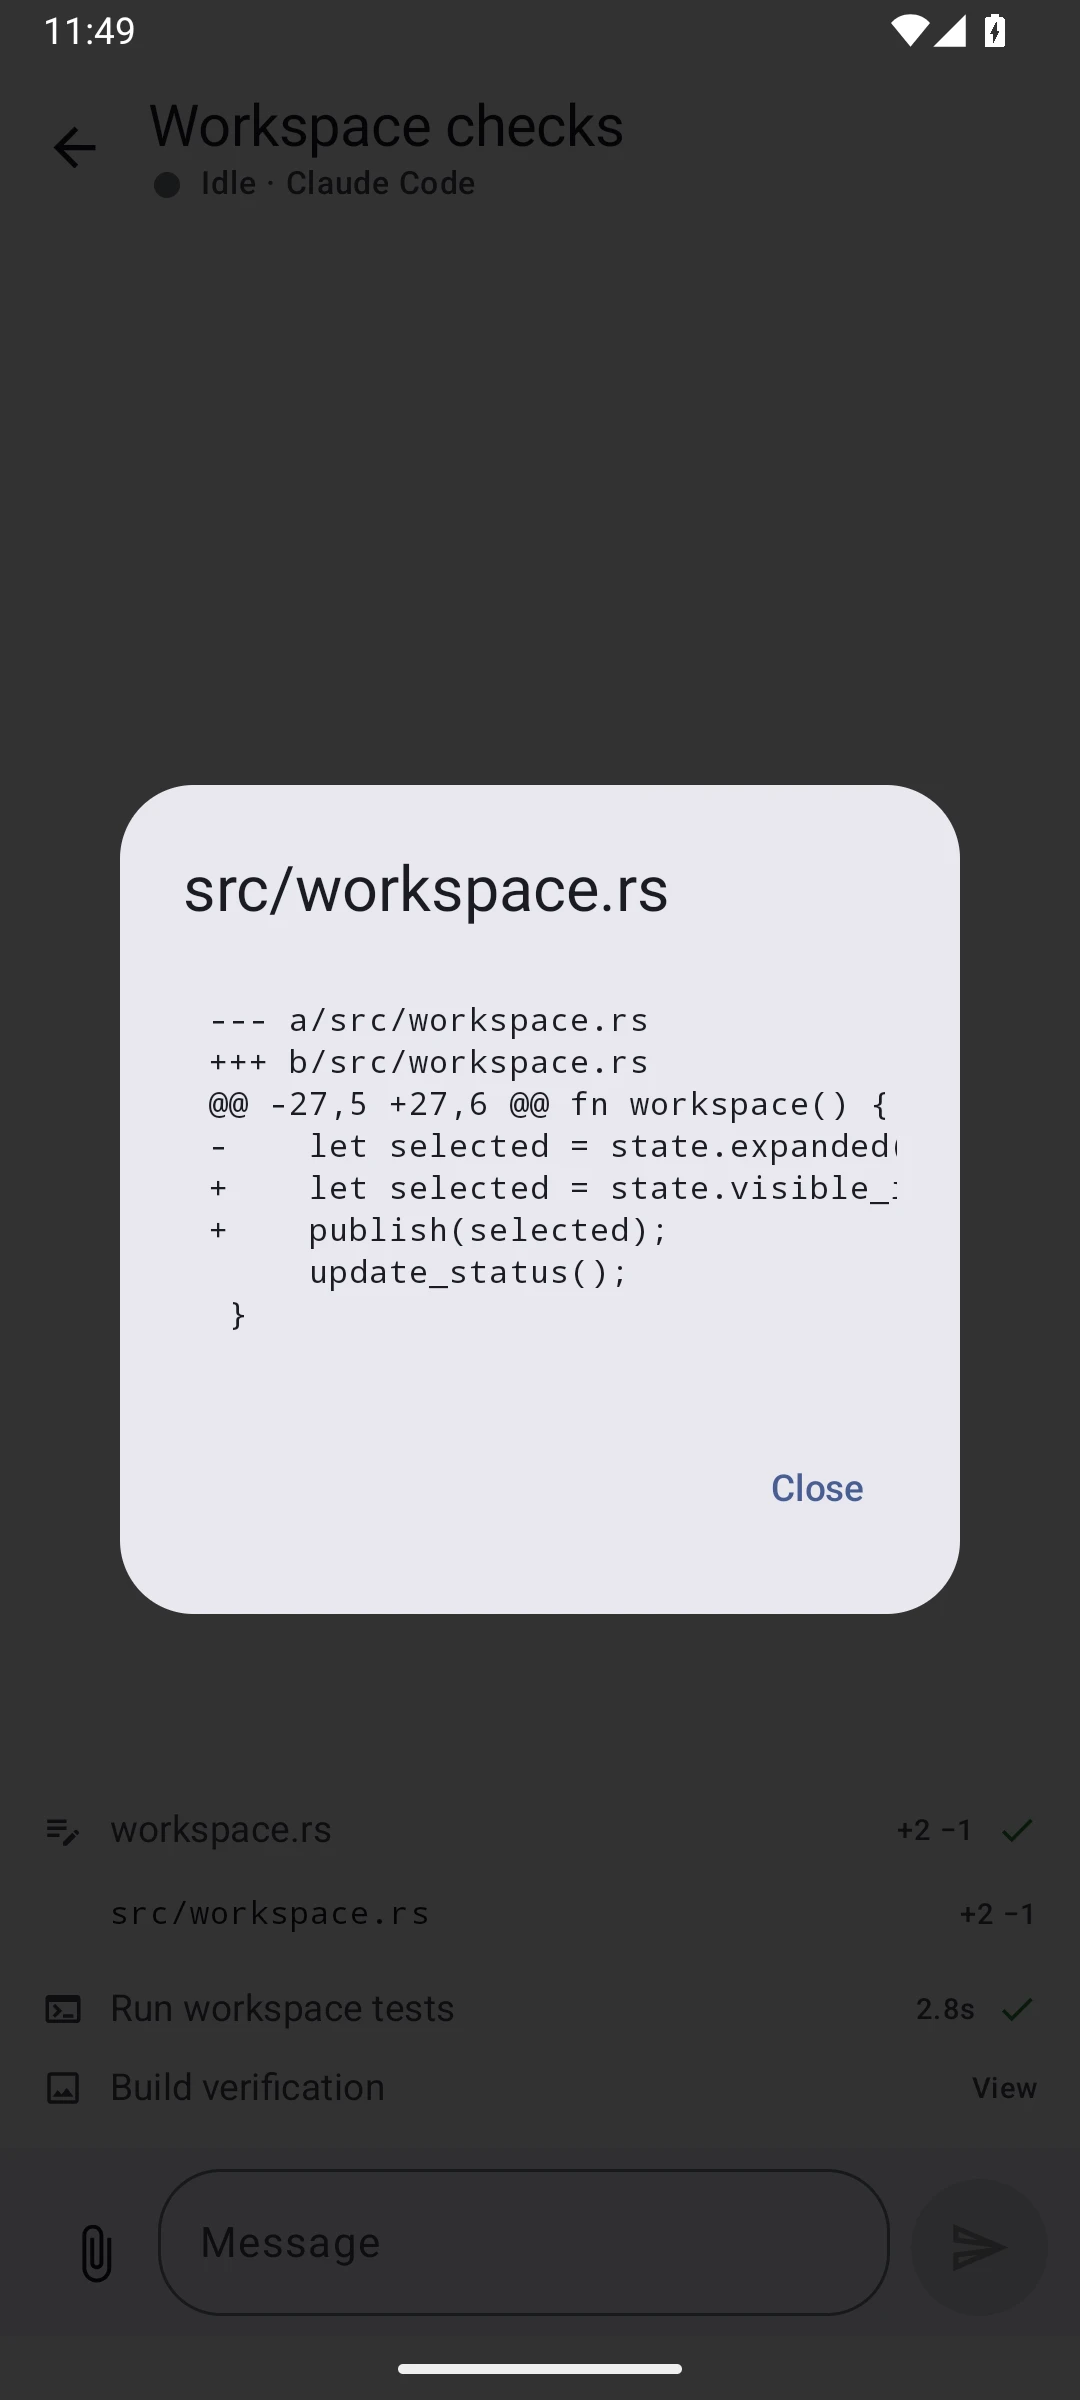 11:49
Workspace checks
Idle · Claude Code
src/workspace.rs
--- a/src/workspace.rs
+++ b/src/workspace.rs
@@ -27,5 +27,6 @@ fn workspace() {
-    let selected = state.expanded(
+    let selected = state.visible_
+    publish(selected);
     update_status();
 }
Close
workspace.rs +2 −1
src/workspace.rs +2 −1
Run workspace tests 2.8s
Build verification View
Message